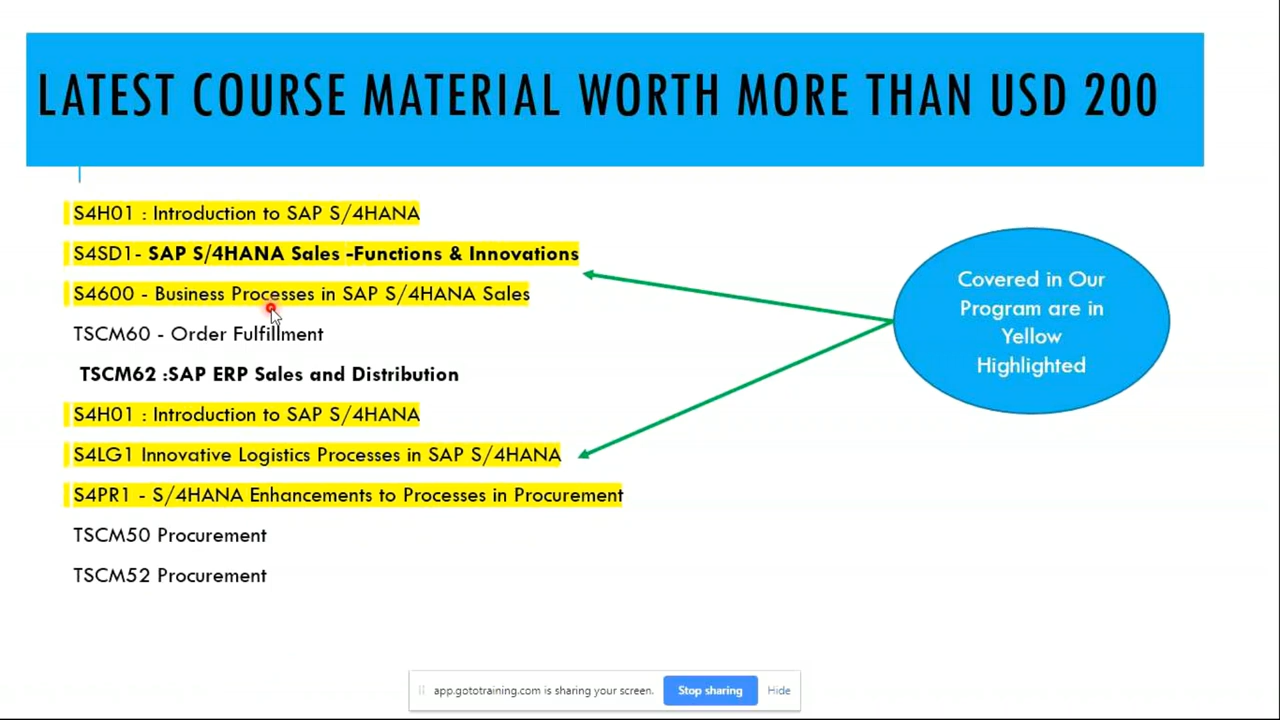 LATEST COURSE MATERIAL WORTH MORE THAN USD 200
S4H01 : Introduction to SAP S/4HANA
S4SD1- SAP S/4HANA Sales -Functions & Innovations
S4600 - Business Processes in SAP S/4HANA Sales
TSCM60 - Order Fulfillment
TSCM62 :SAP ERP Sales and Distribution
S4H01 : Introduction to SAP S/4HANA
S4LG1 Innovative Logistics Processes in SAP S/4HANA
S4PR1 - S/4HANA Enhancements to Processes in Procurement
TSCM50 Procurement
TSCM52 Procurement
Covered in Our
Program are in
Yellow
Highlighted
app.gototraining.com is sharing your screen.
Stop sharing
Hide